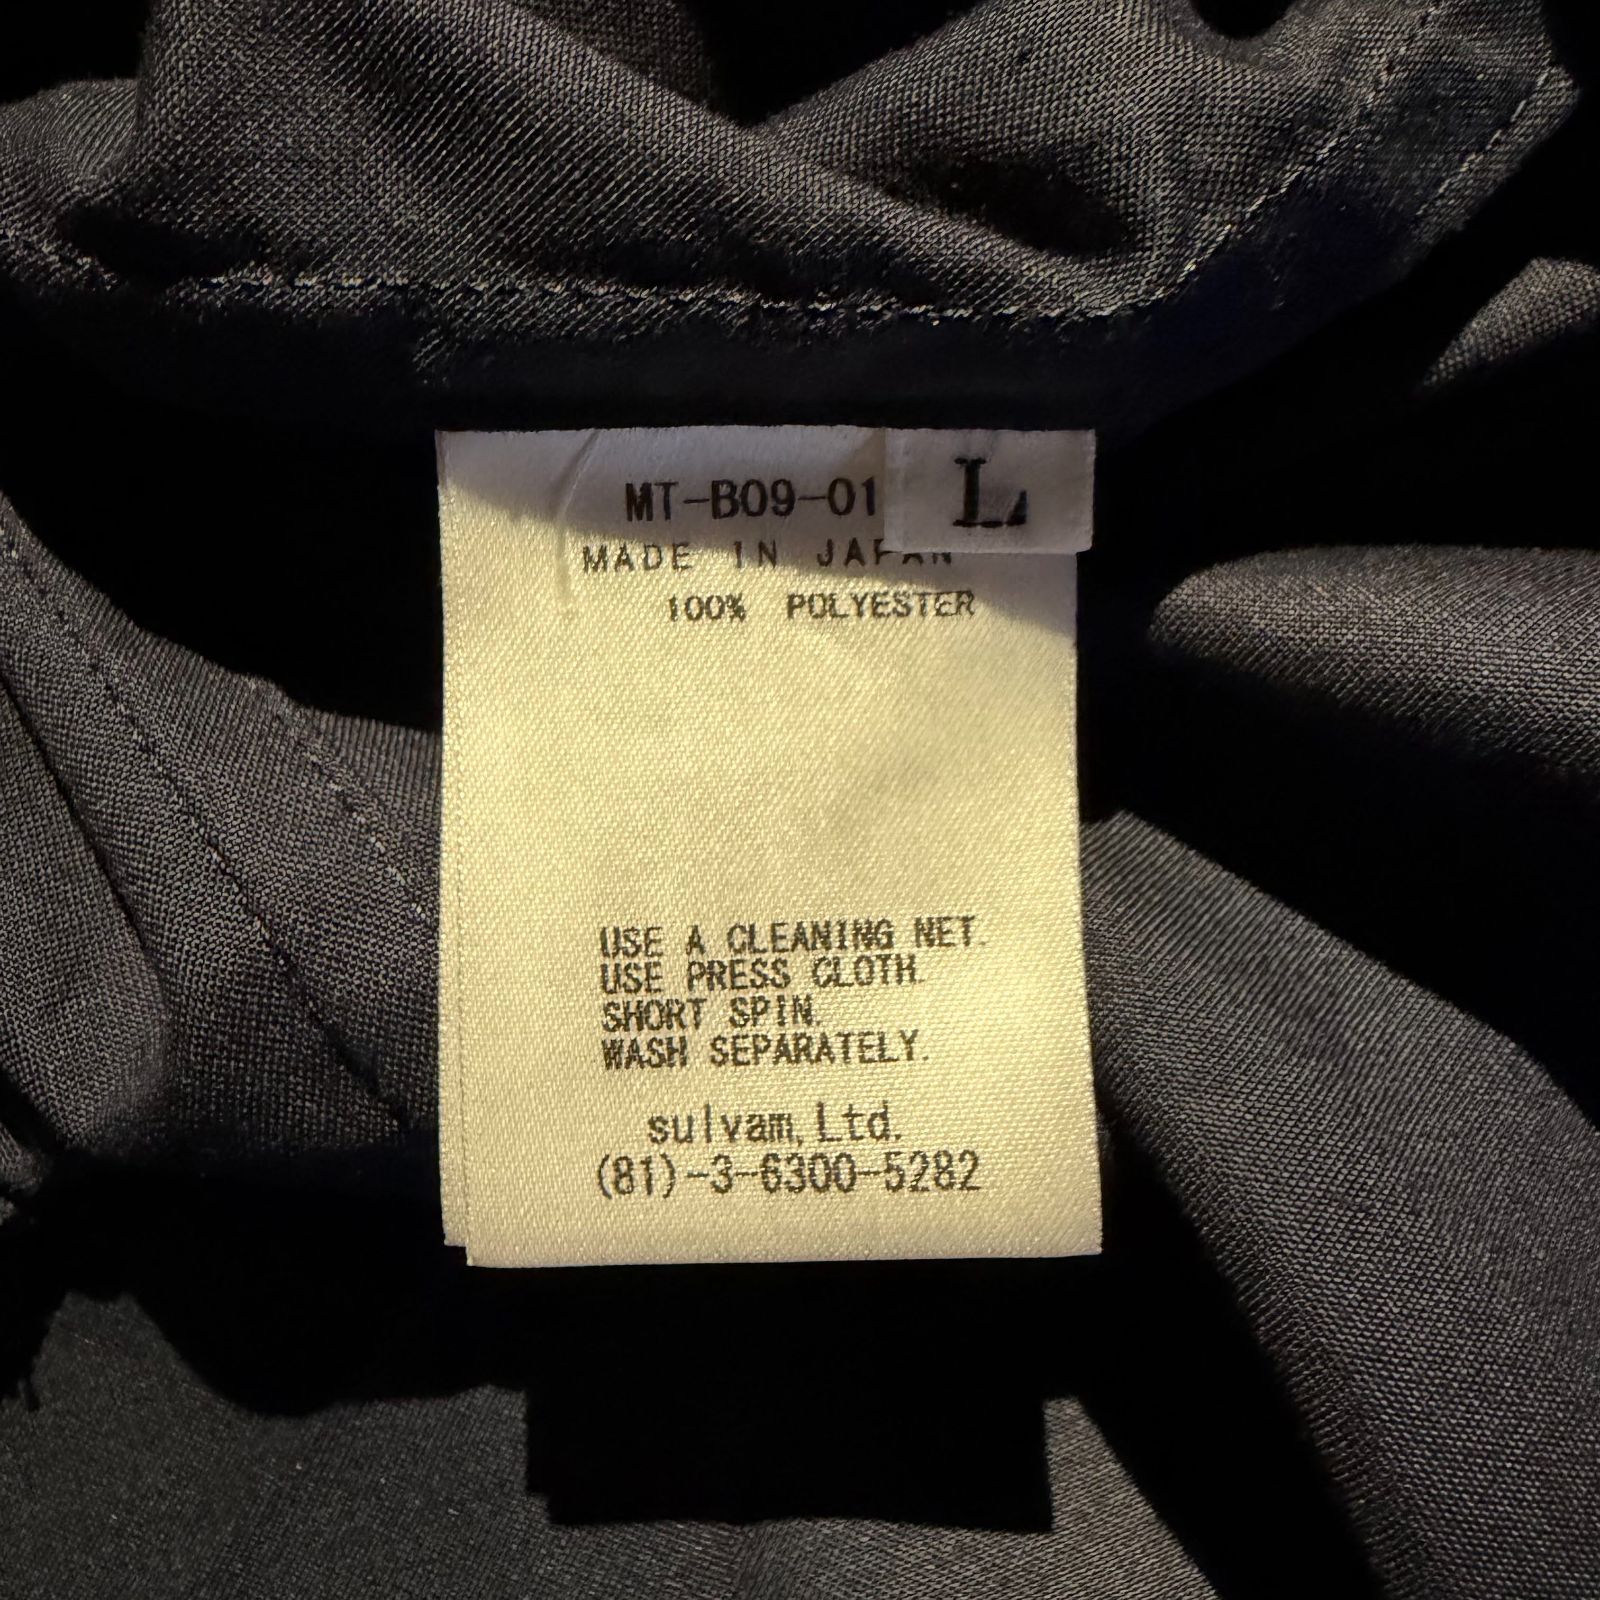 MT-B09-01 L
MADE IN JAPAN
100% POLYESTER
USE A CLEANING NET.
USE PRESS CLOTH.
SHORT SPIN.
WASH SEPARATELY.
sulvam, Ltd.
(81)-3-6300-5282